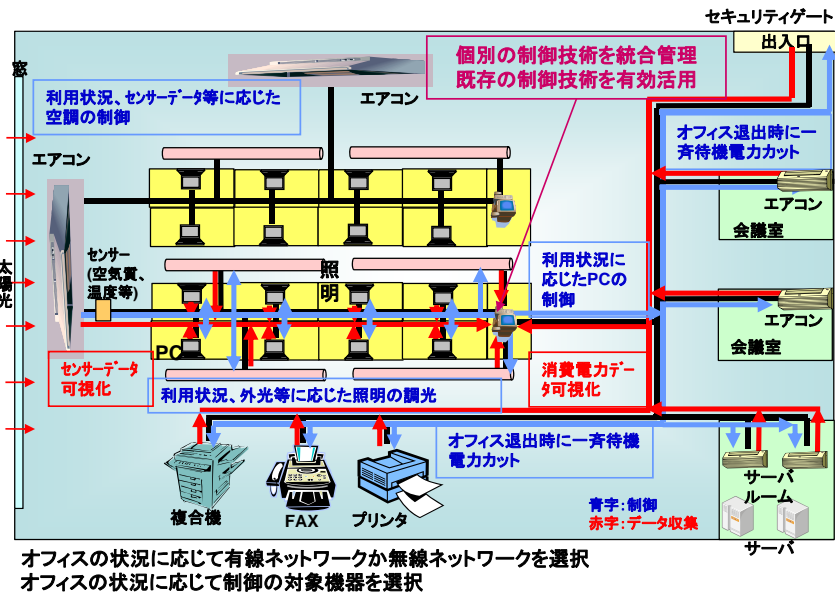 セキュリティゲート
出入口
窓
個別の制御技術を統合管理
既存の制御技術を有効活用
利用状況、センサーデータ等に応じた
空調の制御
エアコン
オフィス退出時に一
斉待機電力カット
エアコン
エアコン
会議室
センサー
(空気質、
温度等)
太陽光
照明
利用状況に
応じたPCの
制御
エアコン
会議室
PC
センサーデータ
可視化
消費電力デー
タ可視化
利用状況、外光等に応じた照明の調光
オフィス退出時に一斉待機
電力カット
サーバ
ルーム
複合機
FAX
プリンタ
青字：制御
赤字：データ収集
サーバ
オフィスの状況に応じて有線ネットワークか無線ネットワークを選択
オフィスの状況に応じて制御の対象機器を選択